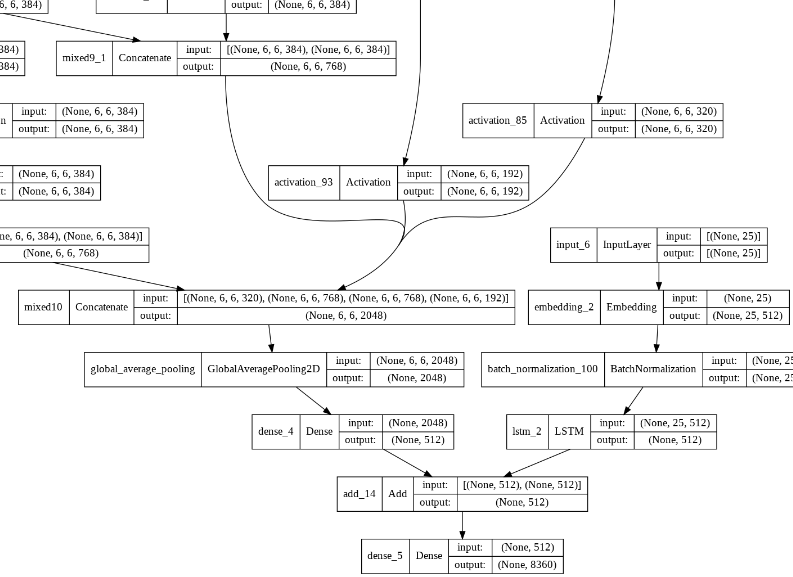 6, 6, 384) output: (None, 6, 6, 384)
384) mixed9_1 Concatenate input: [(None, 6, 6, 384), (None, 6, 6, 384)]
384) output: (None, 6, 6, 768)
n input: (None, 6, 6, 384) activation_85 Activation input: (None, 6, 6, 320)
output: (None, 6, 6, 384) output: (None, 6, 6, 320)
(None, 6, 6, 384) activation_93 Activation input: (None, 6, 6, 192)
(None, 6, 6, 384) output: (None, 6, 6, 192)
ne, 6, 6, 384), (None, 6, 6, 384)] input_6 InputLayer input: [(None, 25)]
(None, 6, 6, 768) output: [(None, 25)]
mixed10 Concatenate input: [(None, 6, 6, 320), (None, 6, 6, 768), (None, 6, 6, 768), (None, 6, 6, 192)] embedding_2 Embedding input: (None, 25)
output: (None, 6, 6, 2048) output: (None, 25, 512)
global_average_pooling GlobalAveragePooling2D input: (None, 6, 6, 2048) batch_normalization_100 BatchNormalization input: (None, 25
output: (None, 2048) output: (None, 25
dense_4 Dense input: (None, 2048) lstm_2 LSTM input: (None, 25, 512)
output: (None, 512) output: (None, 512)
add_14 Add input: [(None, 512), (None, 512)]
output: (None, 512)
dense_5 Dense input: (None, 512)
output: (None, 8360)